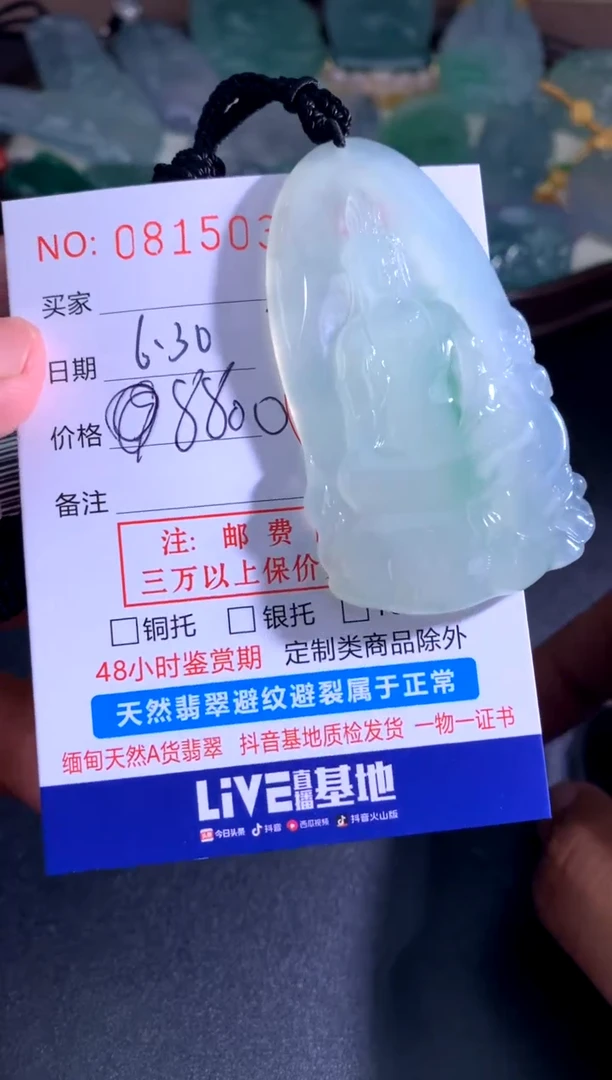 NO: 081503
买家
日期 6.30
价格 98800
备注
注: 邮费
三万以上保价
铜托 银托
48小时鉴赏期 定制类商品除外
天然翡翠避纹避裂属于正常
缅甸天然A货翡翠 抖音基地质检发货 一物一证书
LIVE直播基地
今日头条 抖音 西瓜视频 抖音火山版